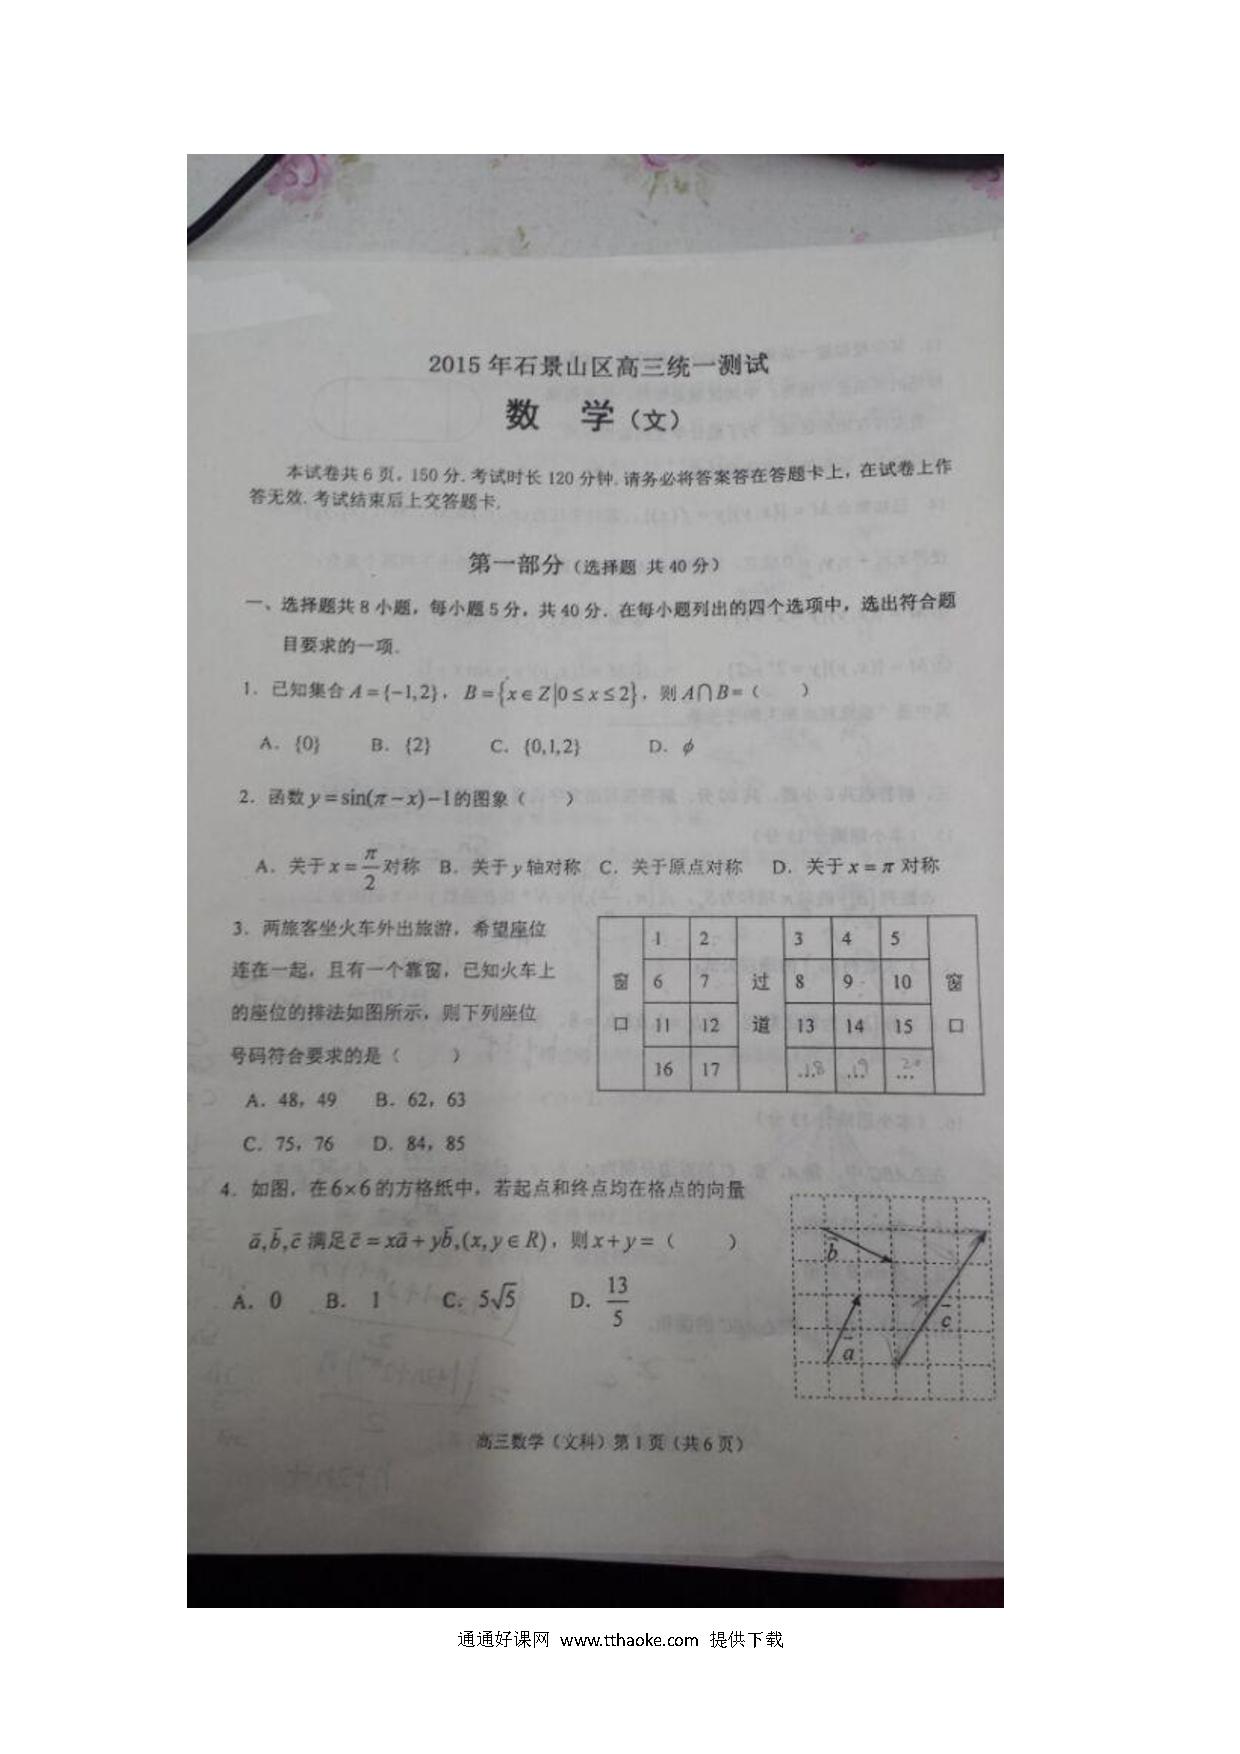 2015年石景山区高三统一测试
数 学（文）
本试卷共6页，150分.考试时长120分钟.请务必将答案答在答题卡上，在试卷上作
答无效.考试结束后上交答题卡.
第一部分（选择题 共40分）
一、选择题共8小题，每小题5分，共40分．在每小题列出的四个选项中，选出符合题
目要求的一项.
1．已知集合 A={−1,2}，B={x∈Z|0≤x≤2}，则 A⋂B=（ ）
A．{0} B．{2} C．{0,1,2} D．ϕ
2．函数 y=sin(π−x)−1的图象（ ）
A．关于 x=π/2 对称 B．关于 y 轴对称 C．关于原点对称 D．关于 x=π 对称
3．两旅客坐火车外出旅游，希望座位
连在一起，且有一个靠窗，已知火车上
的座位的排法如图所示，则下列座位
号码符合要求的是（ ）
A．48，49 B．62，63
C．75，76 D．84，85
1 2 3 4 5
窗 6 7 过 8 9 10 窗
口 11 12 道 13 14 15 口
16 17 … 18 … 19 … 20
4．如图，在6×6的方格纸中，若起点和终点均在格点的向量
a,b,c 满足 c=xa+yb,(x,y∈R)，则 x+y=（ ）
A．0 B．1 C．5√5 D．13/5
b
c
a
高三数学（文科）第1页（共6页）
通通好课网 www.tthaoke.com 提供下载